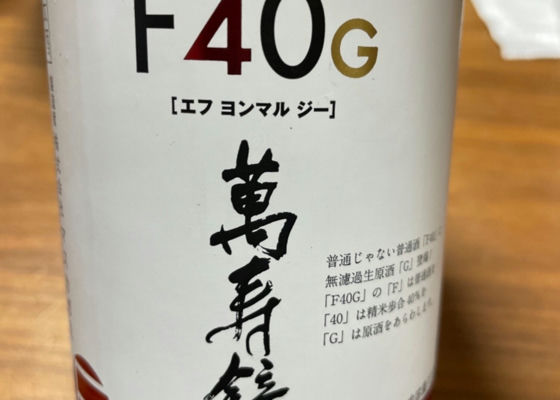 F40G
[エフ ヨンマル ジー]
萬寿鏡
普通じゃない普通酒「F40」に
無濾過生原酒「G」登場!
「F40G」の「F」は普通酒を
「40」は精米歩合40%を
「G」は原酒をあらわします。